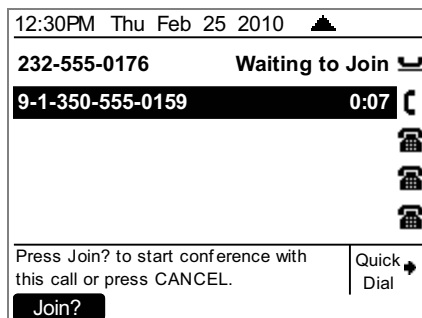 12:30PM Thu Feb 25 2010
232-555-0176 Waiting to Join
9-1-350-555-0159 0:07
Press Join? to start conference with
this call or press CANCEL.
Quick
Dial
Join?